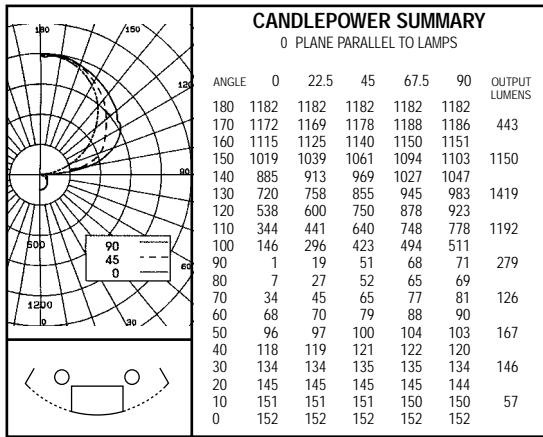 CANDLEPOWER SUMMARY
0 PLANE PARALLEL TO LAMPS
ANGLE 0 22.5 45 67.5 90 OUTPUT LUMENS
180 1182 1182 1182 1182 1182
170 1172 1169 1178 1188 1186 443
160 1115 1125 1140 1150 1151
150 1019 1039 1061 1094 1103 1150
140 885 913 969 1027 1047
130 720 758 855 945 983 1419
120 538 600 750 878 923
110 344 441 640 748 778 1192
100 146 296 423 494 511
90 1 19 51 68 71 279
80 7 27 52 65 69
70 34 45 65 77 81 126
60 68 70 79 88 90
50 96 97 100 104 103 167
40 118 119 121 122 120
30 134 134 135 135 134 146
20 145 145 145 145 144
10 151 151 151 150 150 57
0 152 152 152 152 152
180 150
120
90
600
90
45
0
60
1200
0 30